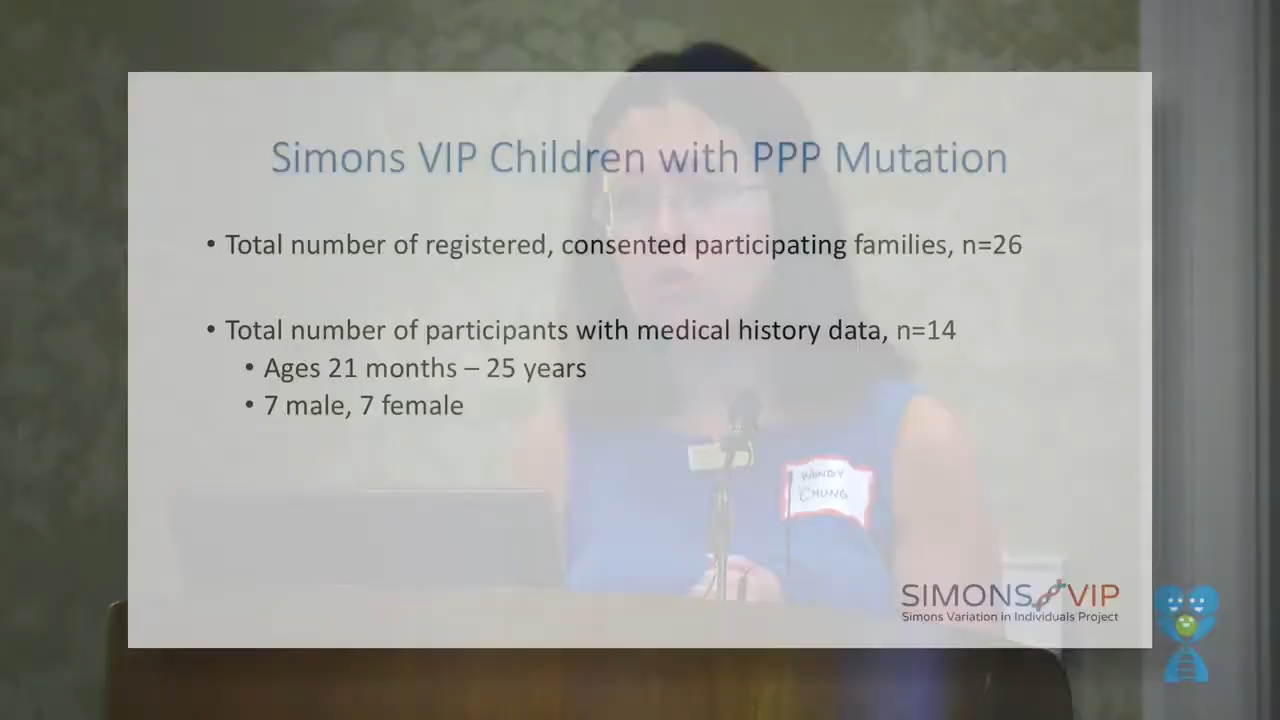 Simons VIP Children with PPP Mutation
• Total number of registered, consented participating families, n=26
• Total number of participants with medical history data, n=14
• Ages 21 months – 25 years
• 7 male, 7 female
WENDY
CHUNG
SIMONS VIP
Simons Variation in Individuals Project